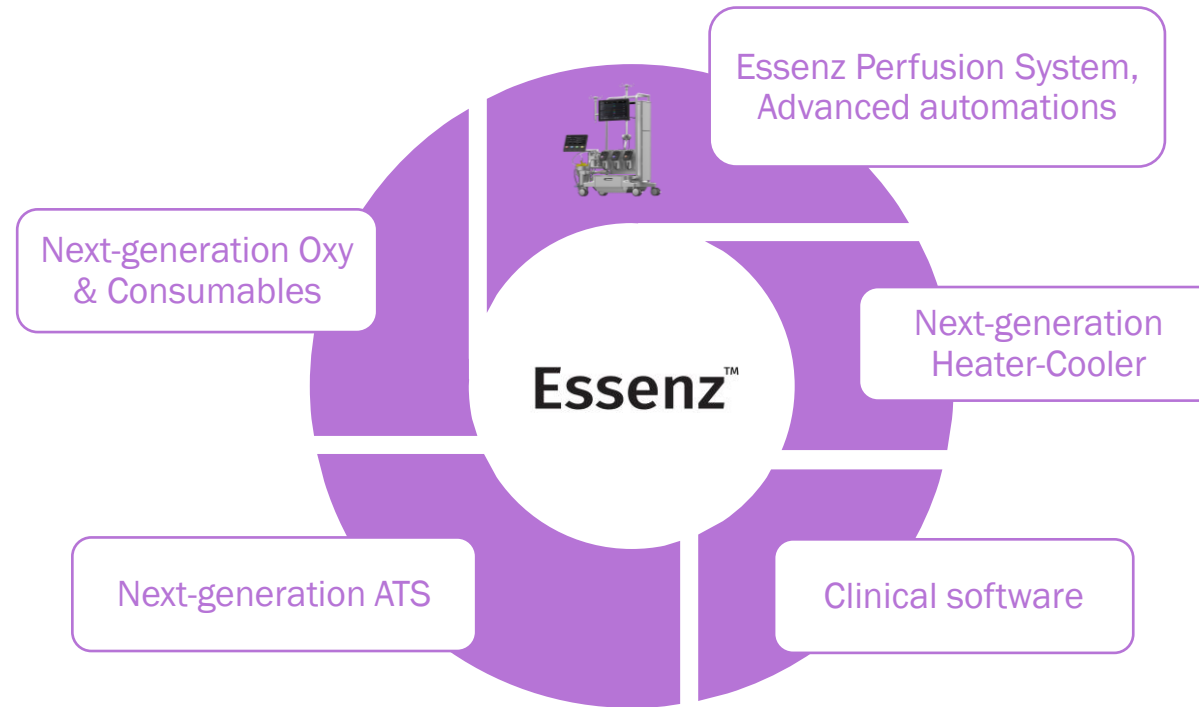 Essenz Perfusion System,
Advanced automations
Next-generation Oxy
& Consumables
Next-generation
Heater-Cooler
Essenz™
Next-generation ATS
Clinical software